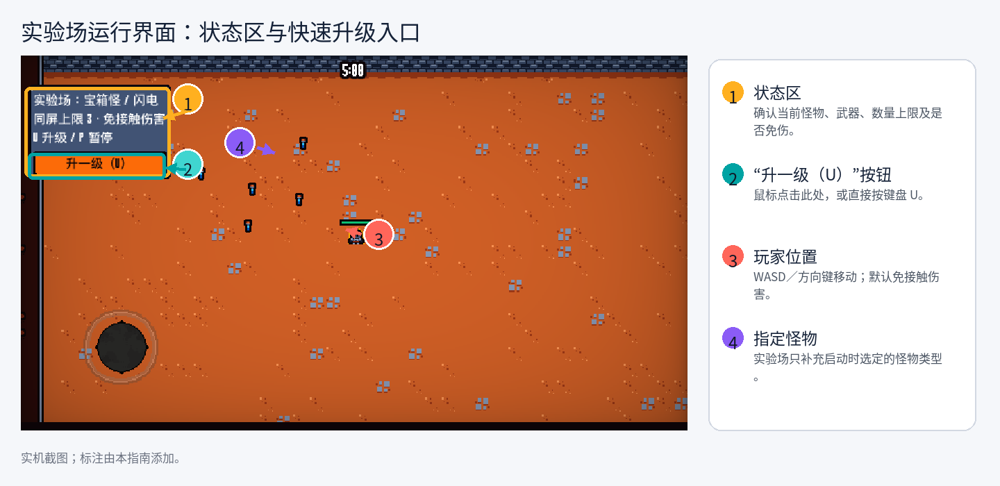 实验场运行界面：状态区与快速升级入口
5:00
实验场：宝箱怪 / 闪电
同屏上限 3 · 免接触伤害
U 升级 / P 暂停
升一级 (U)
1
2
3
4
1 状态区
确认当前怪物、武器、数量上限及是
否免伤。
2 “升一级（U）”按钮
鼠标点击此处，或直接按键盘 U。
3 玩家位置
WASD／方向键移动；默认免接触伤
害。
4 指定怪物
实验场只补充启动时选定的怪物类型
。
实机截图；标注由本指南添加。